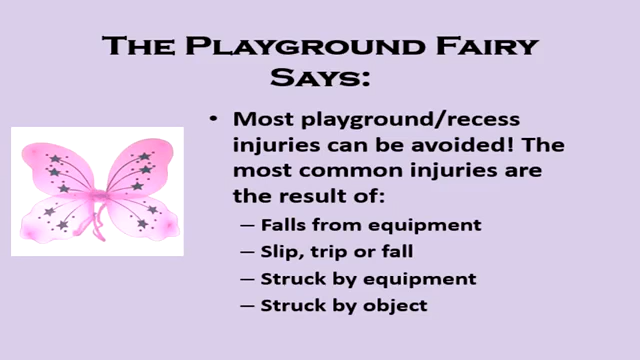 The Playground Fairy
Says:
• Most playground/recess
injuries can be avoided! The
most common injuries are
the result of:
– Falls from equipment
– Slip, trip or fall
– Struck by equipment
– Struck by object